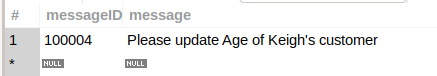 # messageID message
1 100004 Please update Age of Keigh's customer
* NULL NULL